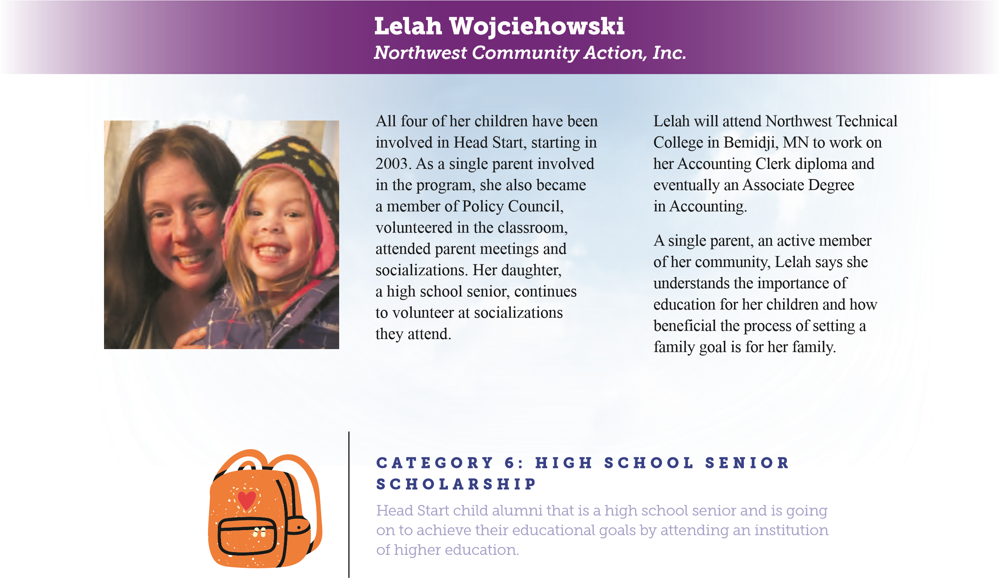 Lelah Wojciehowski
Northwest Community Action, Inc.
All four of her children have been
involved in Head Start, starting in
2003. As a single parent involved
in the program, she also became
a member of Policy Council,
volunteered in the classroom,
attended parent meetings and
socializations. Her daughter,
a high school senior, continues
to volunteer at socializations
they attend.
Lelah will attend Northwest Technical
College in Bemidji, MN to work on
her Accounting Clerk diploma and
eventually an Associate Degree
in Accounting.
A single parent, an active member
of her community, Lelah says she
understands the importance of
education for her children and how
beneficial the process of setting a
family goal is for her family.
CATEGORY 6: HIGH SCHOOL SENIOR
SCHOLARSHIP
Head Start child alumni that is a high school senior and is going
on to achieve their educational goals by attending an institution
of higher education.